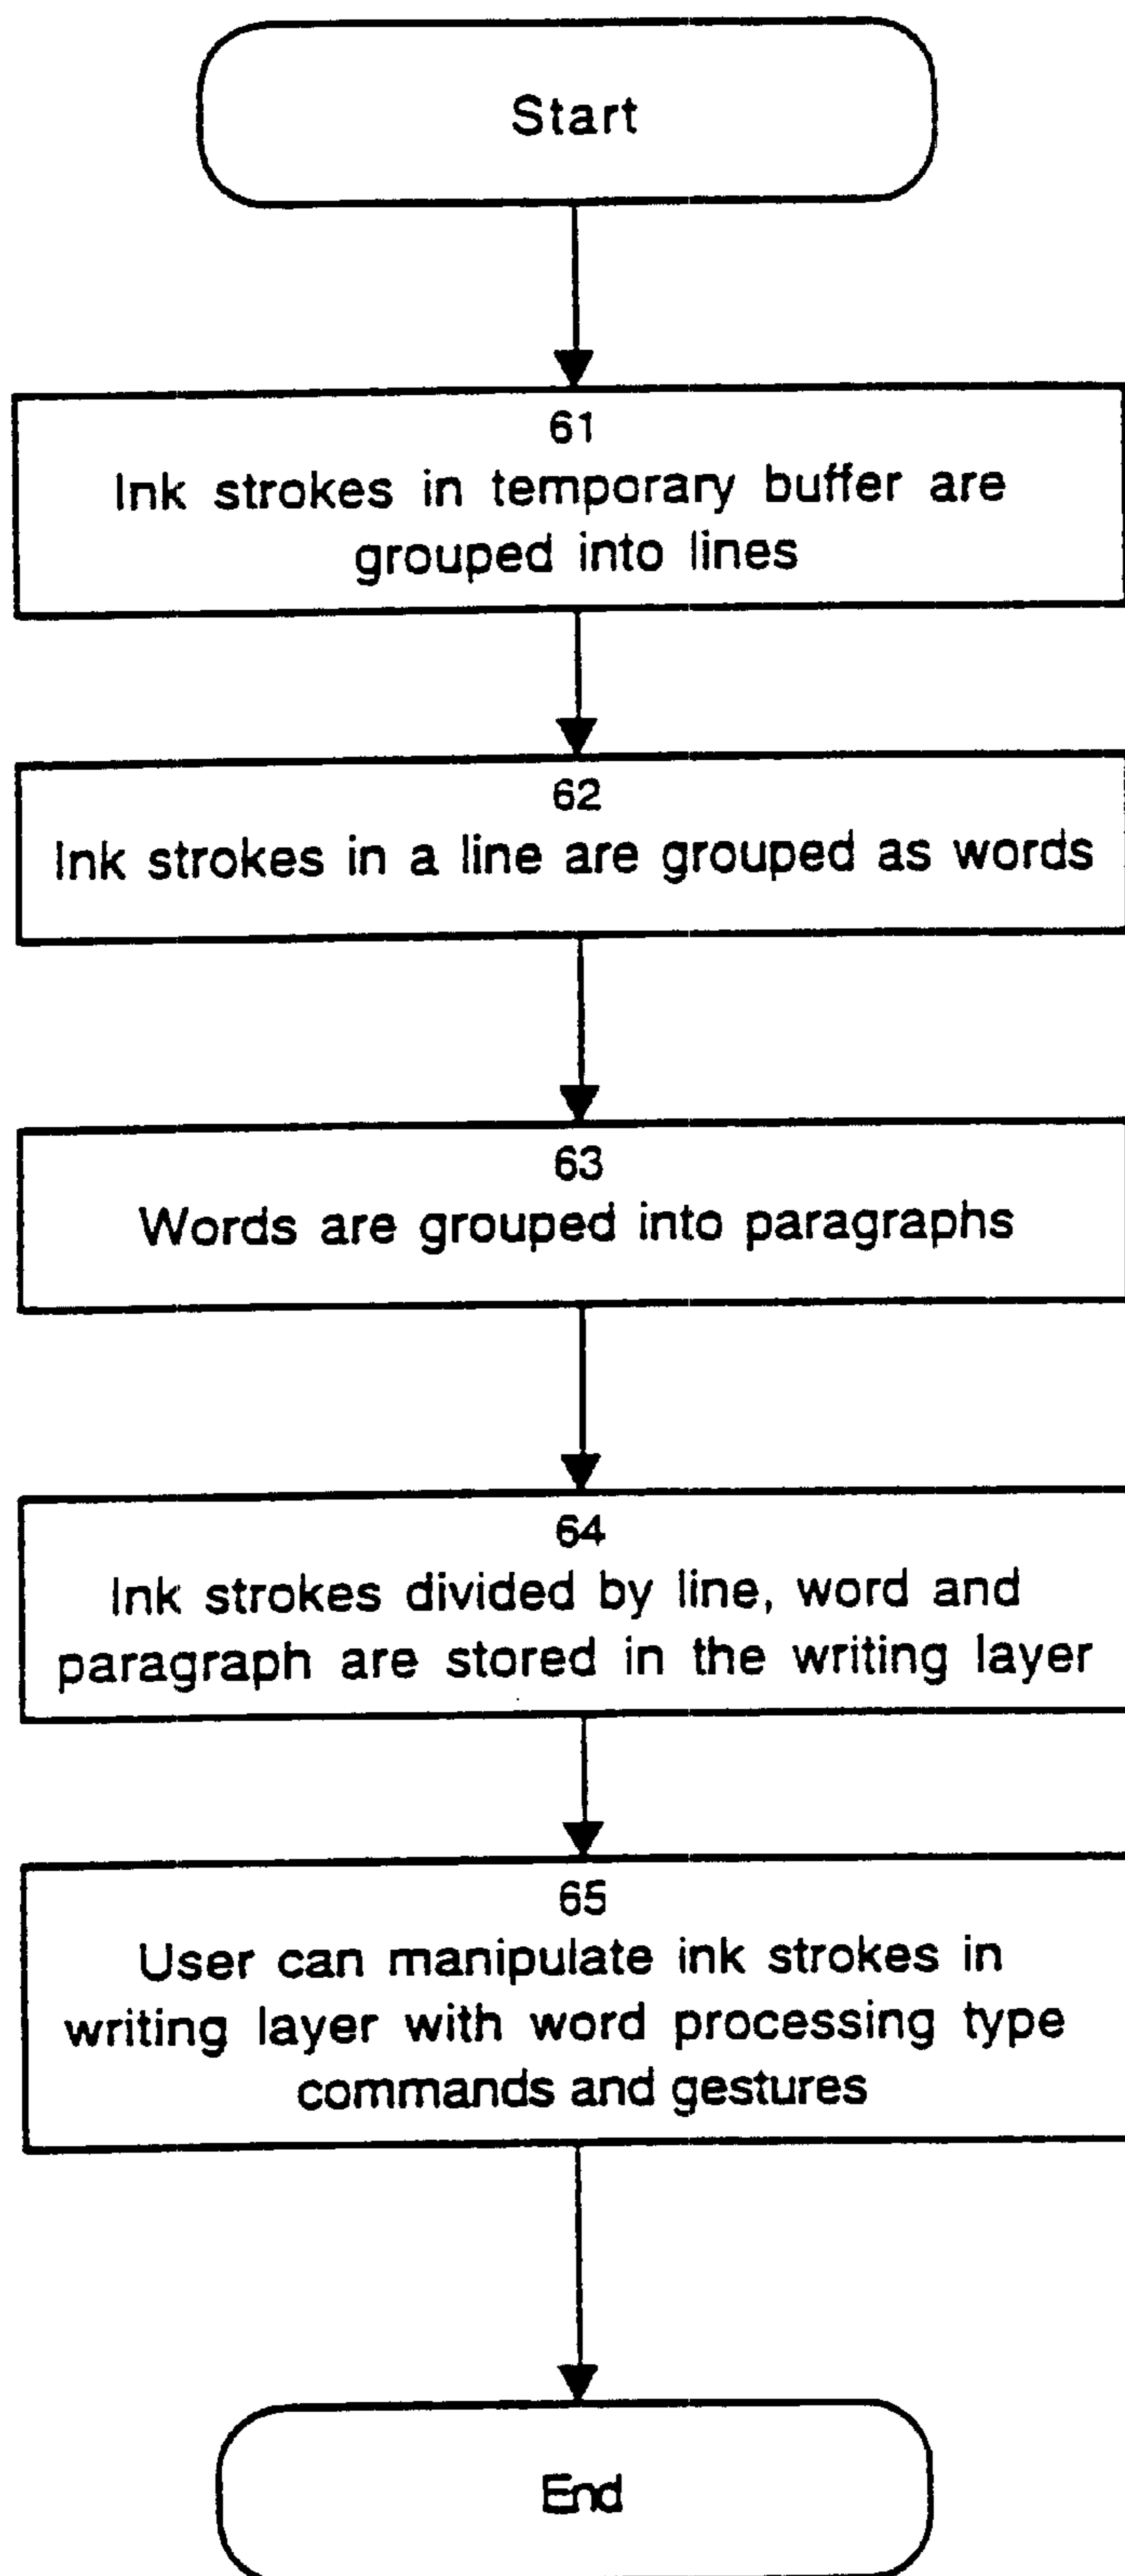 Start
61
Ink strokes in temporary buffer are
grouped into lines
62
Ink strokes in a line are grouped as words
63
Words are grouped into paragraphs
64
Ink strokes divided by line, word and
paragraph are stored in the writing layer
65
User can manipulate ink strokes in
writing layer with word processing type
commands and gestures
End